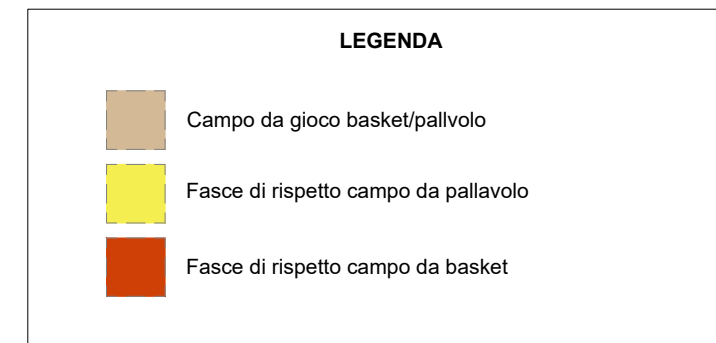 LEGENDA
Campo da gioco basket/pallvolo
Fasce di rispetto campo da pallavolo
Fasce di rispetto campo da basket